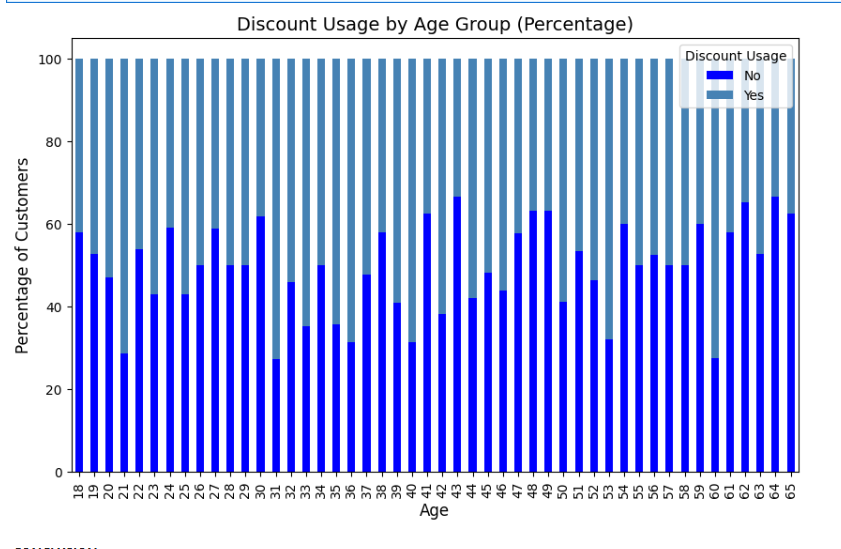 Discount Usage by Age Group (Percentage)
Discount Usage
No
Yes
100
80
60
40
20
0
Percentage of Customers
18 19 20 21 22 23 24 25 26 27 28 29 30 31 32 33 34 35 36 37 38 39 40 41 42 43 44 45 46 47 48 49 50 51 52 53 54 55 56 57 58 59 60 61 62 63 64 65
Age